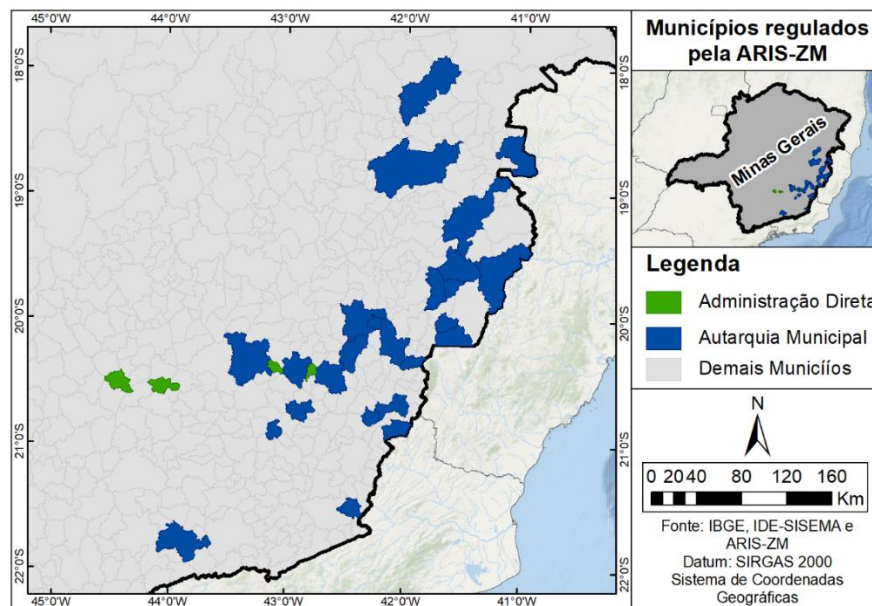 45°0'W 44°0'W 43°0'W 42°0'W 41°0'W
18°0'S
19°0'S
20°0'S
21°0'S
22°0'S
18°0'S
19°0'S
20°0'S
21°0'S
22°0'S
45°0'W 44°0'W 43°0'W 42°0'W 41°0'W
Municípios regulados
pela ARIS-ZM
Minas Gerais
Legenda
Administração Direta
Autarquia Municipal
Demais Municííos
N
0 20 40 80 120 160
Km
Fonte: IBGE, IDE-SISEMA e
ARIS-ZM
Datum: SIRGAS 2000
Sistema de Coordenadas
Geográficas